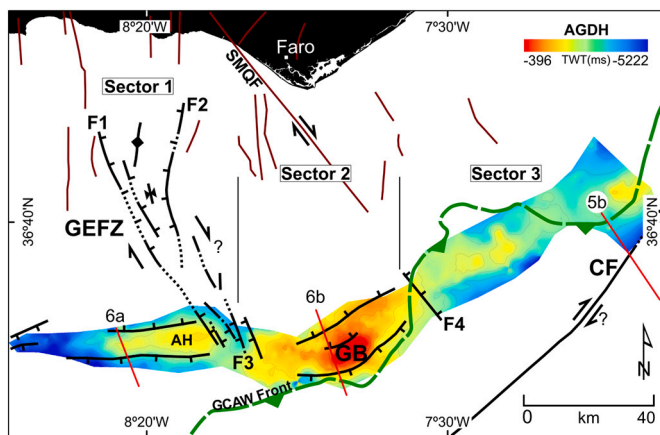 8°20'W
7°30'W
AGDH
-396 TWT(ms) -5222
Faro
SMQF
Sector 1
F1
F2
Sector 2
Sector 3
36°40'N
36°40'N
GEFZ
?
5b
CF
?
6a
6b
AH
F3
GB
F4
GCAW Front
N
0 km 40
8°20'W
7°30'W